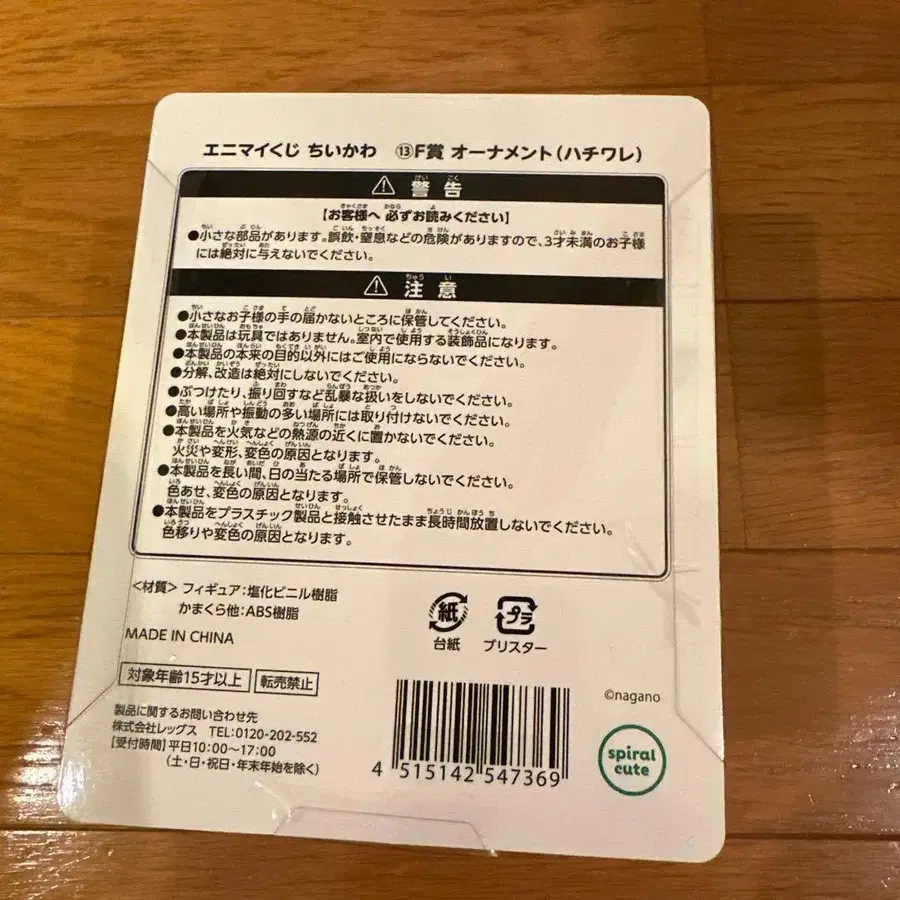 エニマイくじ ちいかわ ⑬F賞 オーナメント(ハチワレ)
⚠ 警告
【お客様へ 必ずお読みください】
●小さな部品があります。誤飲・窒息などの危険がありますので、3才未満のお子様
には絶対に与えないでください。
⚠ 注意
●小さなお子様の手の届かないところに保管してください。
●本製品は玩具ではありません。室内で使用する装飾品になります。
●本製品の本来の目的以外にはご使用にならないでください。
●分解、改造は絶対にしないでください。
●ぶつけたり、振り回すなど乱暴な扱いをしないでください。
●高い場所や振動の多い場所には取り付けないでください。
●本製品を火気などの熱源の近くに置かないでください。
火災や変形、変色の原因となります。
●本製品を長い間、日の当たる場所で保管しないでください。
色あせ、変色の原因となります。
●本製品をプラスチック製品と接触させたまま長時間放置しないでください。
色移りや変色の原因となります。
<材質> フィギュア:塩化ビニル樹脂
かまくら他:ABS樹脂
MADE IN CHINA
紙
台紙
プラ
ブリスター
対象年齢15才以上 転売禁止
製品に関するお問い合わせ先
株式会社レッグス TEL:0120-202-552
【受付時間】平日10:00～17:00
(土・日・祝日・年末年始を除く)
4 515142 547369
©nagano
spiral
cute